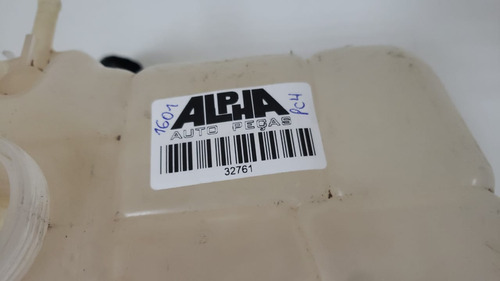 1601
ALPHA
AUTO PEÇAS
PC4
32761